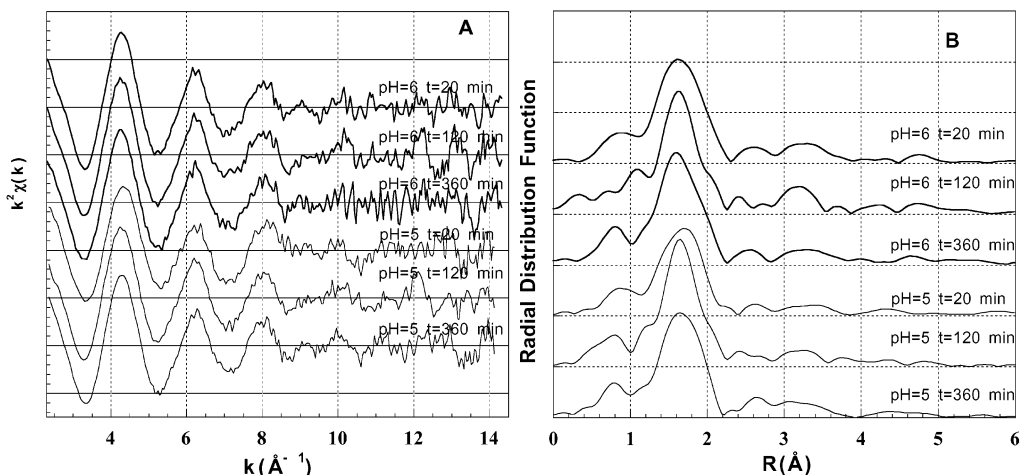 A
pH=6 t=20 min
pH=6 t=120 min
pH=6 t=360 min
pH=5 t=20 min
pH=5 t=120 min
pH=5 t=360 min
k²χ(k)
4 6 8 10 12 14
k(Å⁻¹)
B
pH=6 t=20 min
pH=6 t=120 min
pH=6 t=360 min
pH=5 t=20 min
pH=5 t=120 min
pH=5 t=360 min
Radial Distribution Function
0 1 2 3 4 5 6
R(Å)